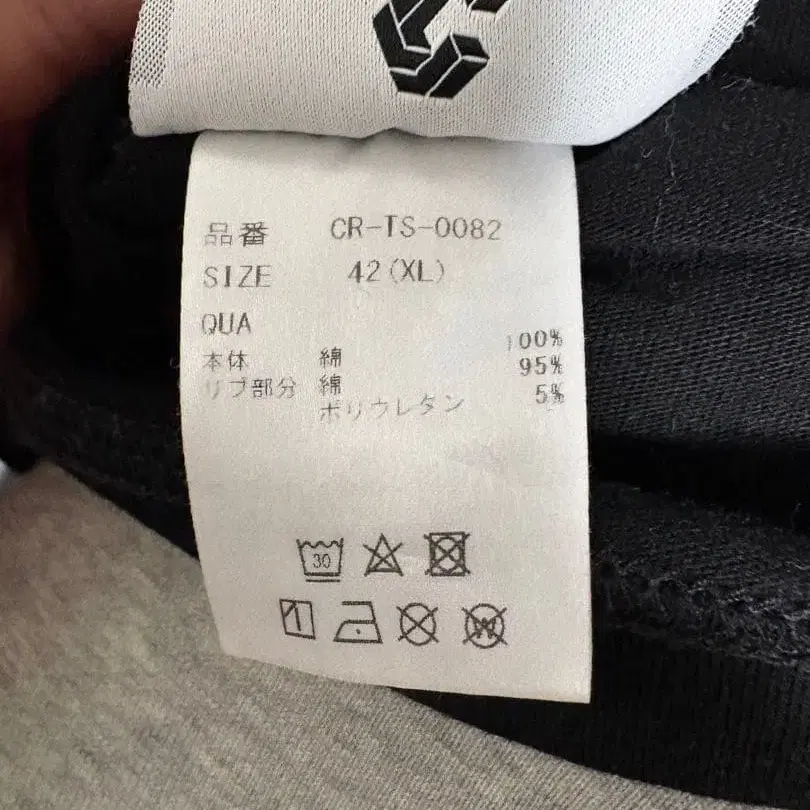 品番 CR-TS-0082
SIZE 42(XL)
QUA
本体 綿 100%
リブ部分 綿 95%
ポリウレタン 5%
30
W